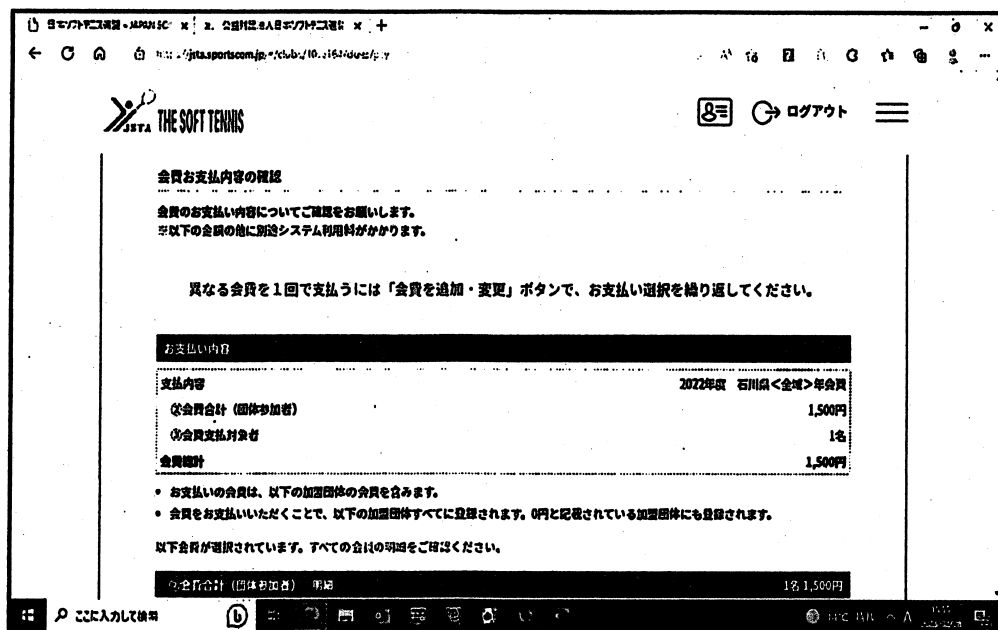 THE SOFT TENNIS
JSTA
ログアウト
会費お支払内容の確認
会費のお支払い内容についてご確認をお願いします。
※以下の金額の他に別途システム利用料がかかります。
異なる会費を１回で支払うには「会費を追加・変更」ボタンで、お支払い選択を繰り返してください。
お支払い内容
支払内容 2022年度 石川県＜全域＞年会費
②会費合計（団体参加者） 1,500円
③会費支払対象者 1名
会費総計 1,500円
• お支払いの会費は、以下の加盟団体の会費を含みます。
• 会費をお支払いいただくことで、以下の加盟団体すべてに登録されます。0円と記載されている加盟団体にも登録されます。
以下会費が選択されています。すべての会費の明細をご確認ください。
会費合計（団体参加者） 明細 1名 1,500円
ここに入力して検索